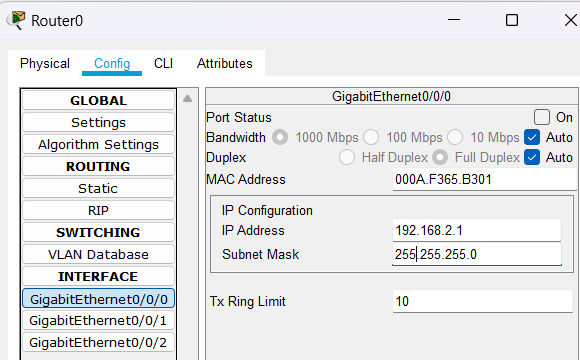 Router0
Physical Config CLI Attributes
GLOBAL
Settings
Algorithm Settings
ROUTING
Static
RIP
SWITCHING
VLAN Database
INTERFACE
GigabitEthernet0/0/0
GigabitEthernet0/0/1
GigabitEthernet0/0/2
GigabitEthernet0/0/0
Port Status On
Bandwidth 1000 Mbps 100 Mbps 10 Mbps Auto
Duplex Half Duplex Full Duplex Auto
MAC Address 000A.F365.B301
IP Configuration
IP Address 192.168.2.1
Subnet Mask 255.255.255.0
Tx Ring Limit 10